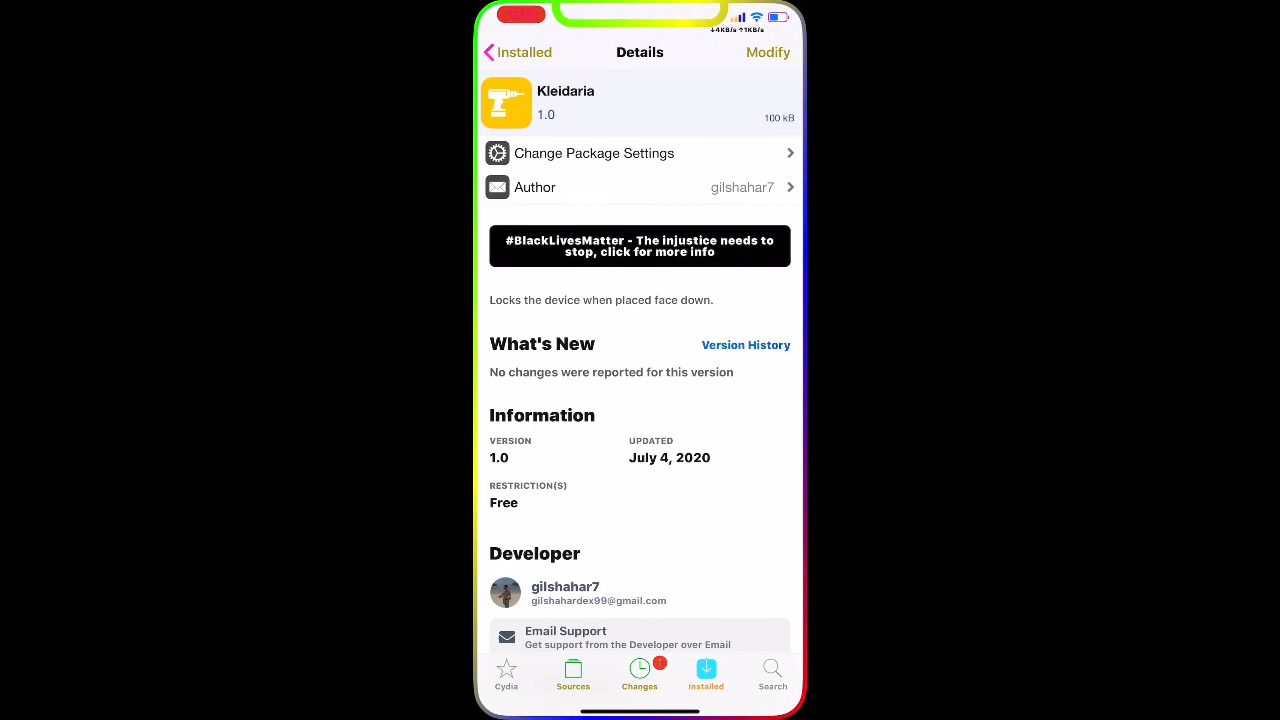 ↓4KB/s ↑1KB/s
Installed
Details
Modify
Kleidaria
1.0
100 kB
Change Package Settings
Author
gilshahar7
#BlackLivesMatter - The injustice needs to
stop, click for more info
Locks the device when placed face down.
What's New
Version History
No changes were reported for this version
Information
VERSION
UPDATED
1.0
July 4, 2020
RESTRICTION(S)
Free
Developer
gilshahar7
gilshahardex99@gmail.com
Email Support
Get support from the Developer over Email
Cydia
Sources
Changes
Installed
Search